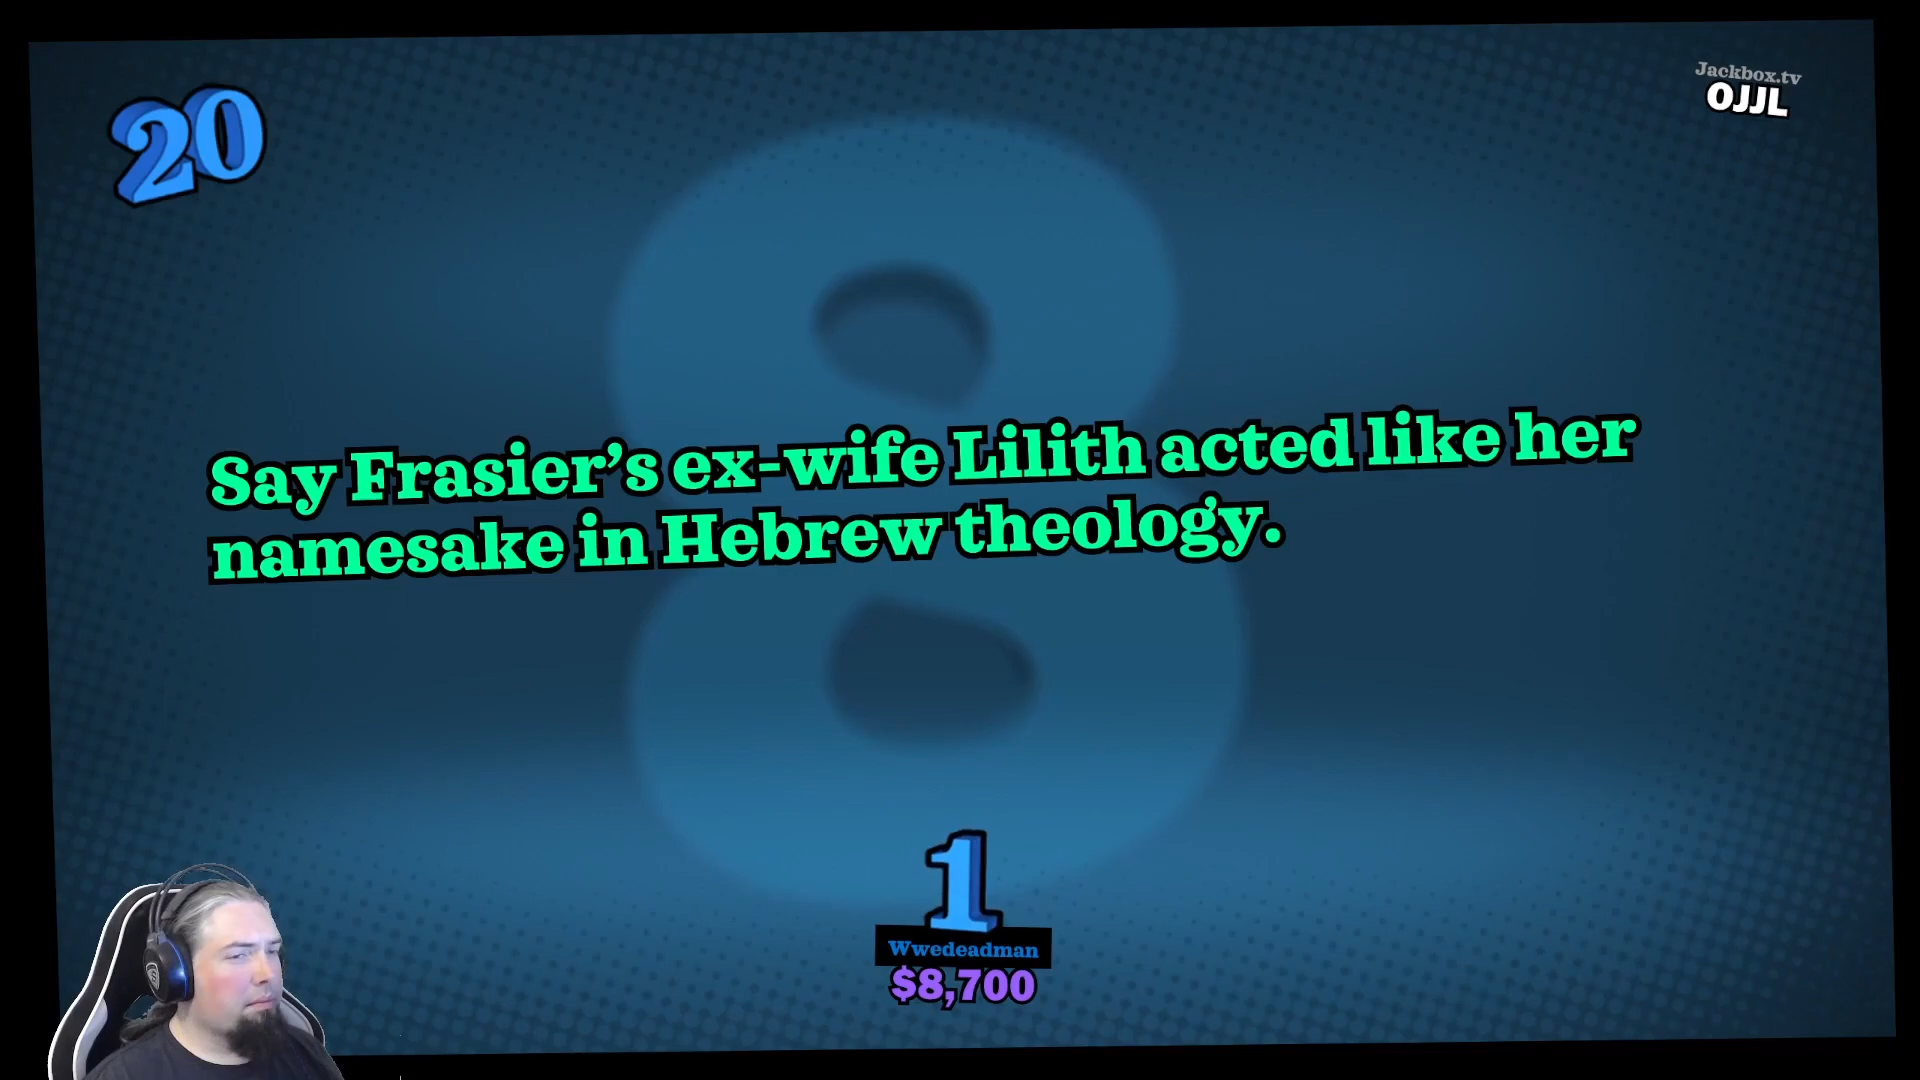 20
Jackbox.tv
OJJL
Say Frasier's ex-wife Lilith acted like her
namesake in Hebrew theology.
8
1
Wwedeadman
$8,700